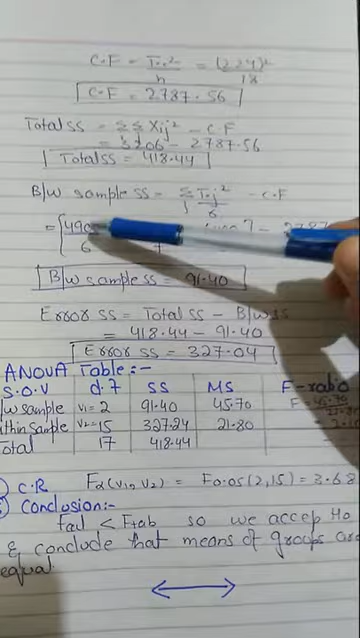 C.F = T..² / n = (224)² / 18
C.F = 2787.56
Total SS = Σ Σ Xij² - C.F
= 3206 - 2787.56
Total SS = 418.44
B/W sample SS = Σ T.j² / 6 - C.F
B/W sample SS = 91.40
Error SS = Total SS - B/W SS
= 418.44 - 91.40
Error SS = 327.04
ANOVA Table:-
S.O.V d.f SS MS F-ratio
/w sample V₁=2 91.40 45.70 F = 45.70
ithin sample V₂=15 327.24 21.80
Total 17 418.44
C.R Fα(V₁, V₂) = F0.05(2,15) = 3.68
Conclusion:-
Fcal < Ftab so we accept Ho
& conclude that means of groups are
equal.